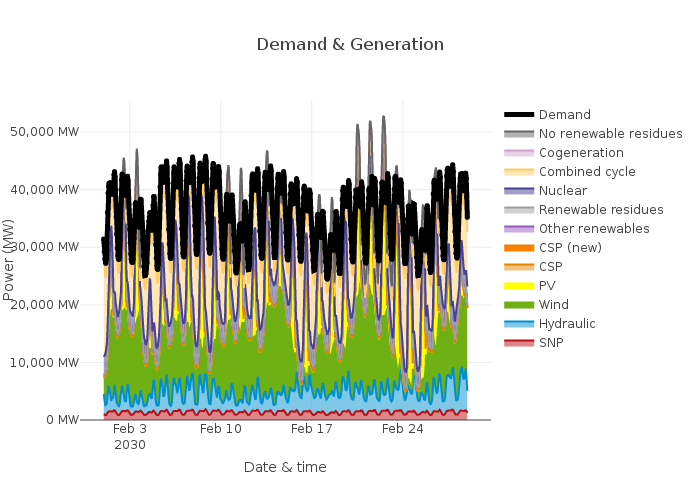 Demand & Generation
50,000 MW
40,000 MW
30,000 MW
20,000 MW
10,000 MW
0 MW
Power (MW)
Feb 3
2030
Feb 10
Feb 17
Feb 24
Date & time
Demand
No renewable residues
Cogeneration
Combined cycle
Nuclear
Renewable residues
Other renewables
CSP (new)
CSP
PV
Wind
Hydraulic
SNP